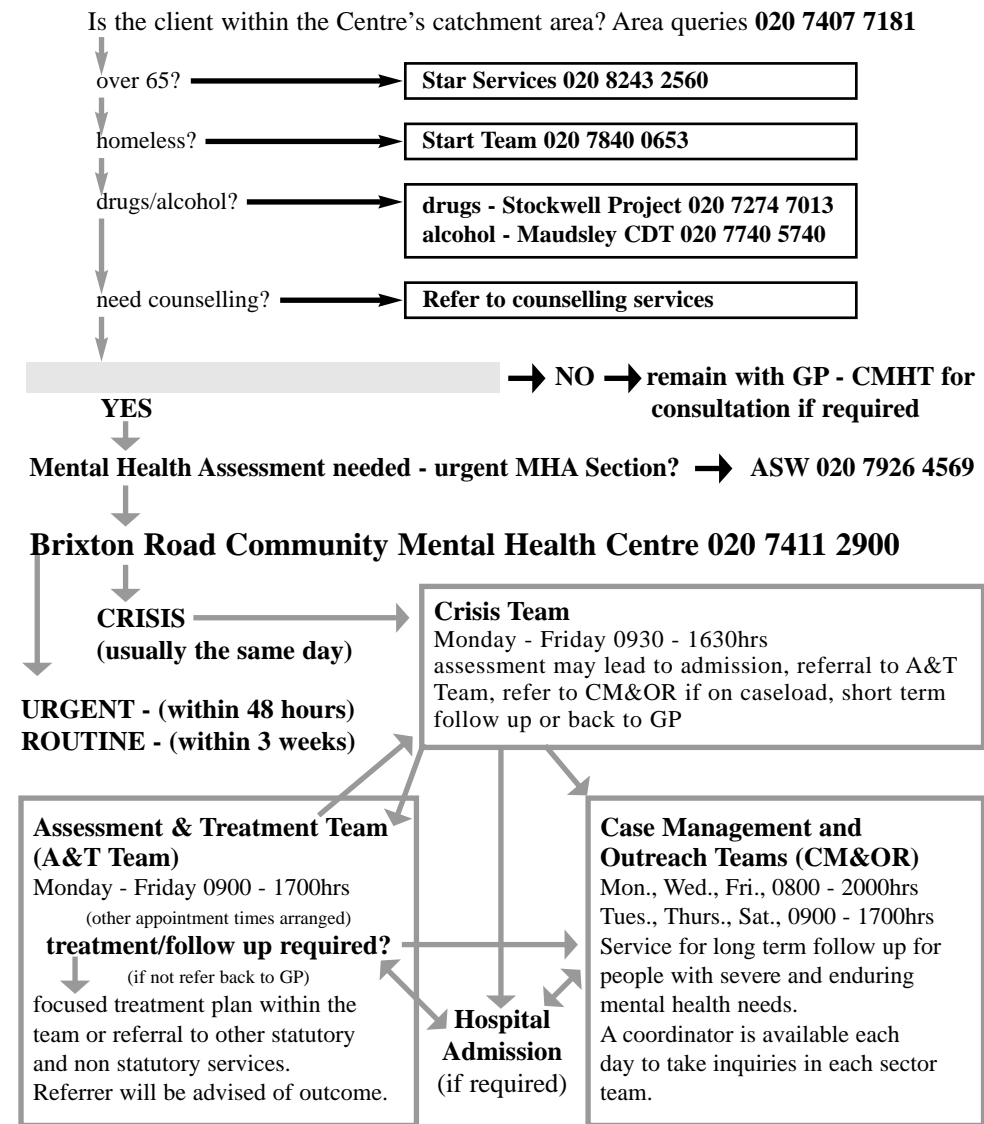 Is the client within the Centre's catchment area? Area queries 020 7407 7181
over 65?
Star Services 020 8243 2560
homeless?
Start Team 020 7840 0653
drugs/alcohol?
drugs - Stockwell Project 020 7274 7013
alcohol - Maudsley CDT 020 7740 5740
need counselling?
Refer to counselling services
NO
remain with GP - CMHT for
consultation if required
YES
Mental Health Assessment needed - urgent MHA Section?
ASW 020 7926 4569
Brixton Road Community Mental Health Centre 020 7411 2900
CRISIS
(usually the same day)
URGENT - (within 48 hours)
ROUTINE - (within 3 weeks)
Crisis Team
Monday - Friday 0930 - 1630hrs
assessment may lead to admission, referral to A&T
Team, refer to CM&OR if on caseload, short term
follow up or back to GP
Assessment & Treatment Team
(A&T Team)
Monday - Friday 0900 - 1700hrs
(other appointment times arranged)
treatment/follow up required?
(if not refer back to GP)
focused treatment plan within the
team or referral to other statutory
and non statutory services.
Referrer will be advised of outcome.
Hospital
Admission
(if required)
Case Management and
Outreach Teams (CM&OR)
Mon., Wed., Fri., 0800 - 2000hrs
Tues., Thurs., Sat., 0900 - 1700hrs
Service for long term follow up for
people with severe and enduring
mental health needs.
A coordinator is available each
day to take inquiries in each sector
team.